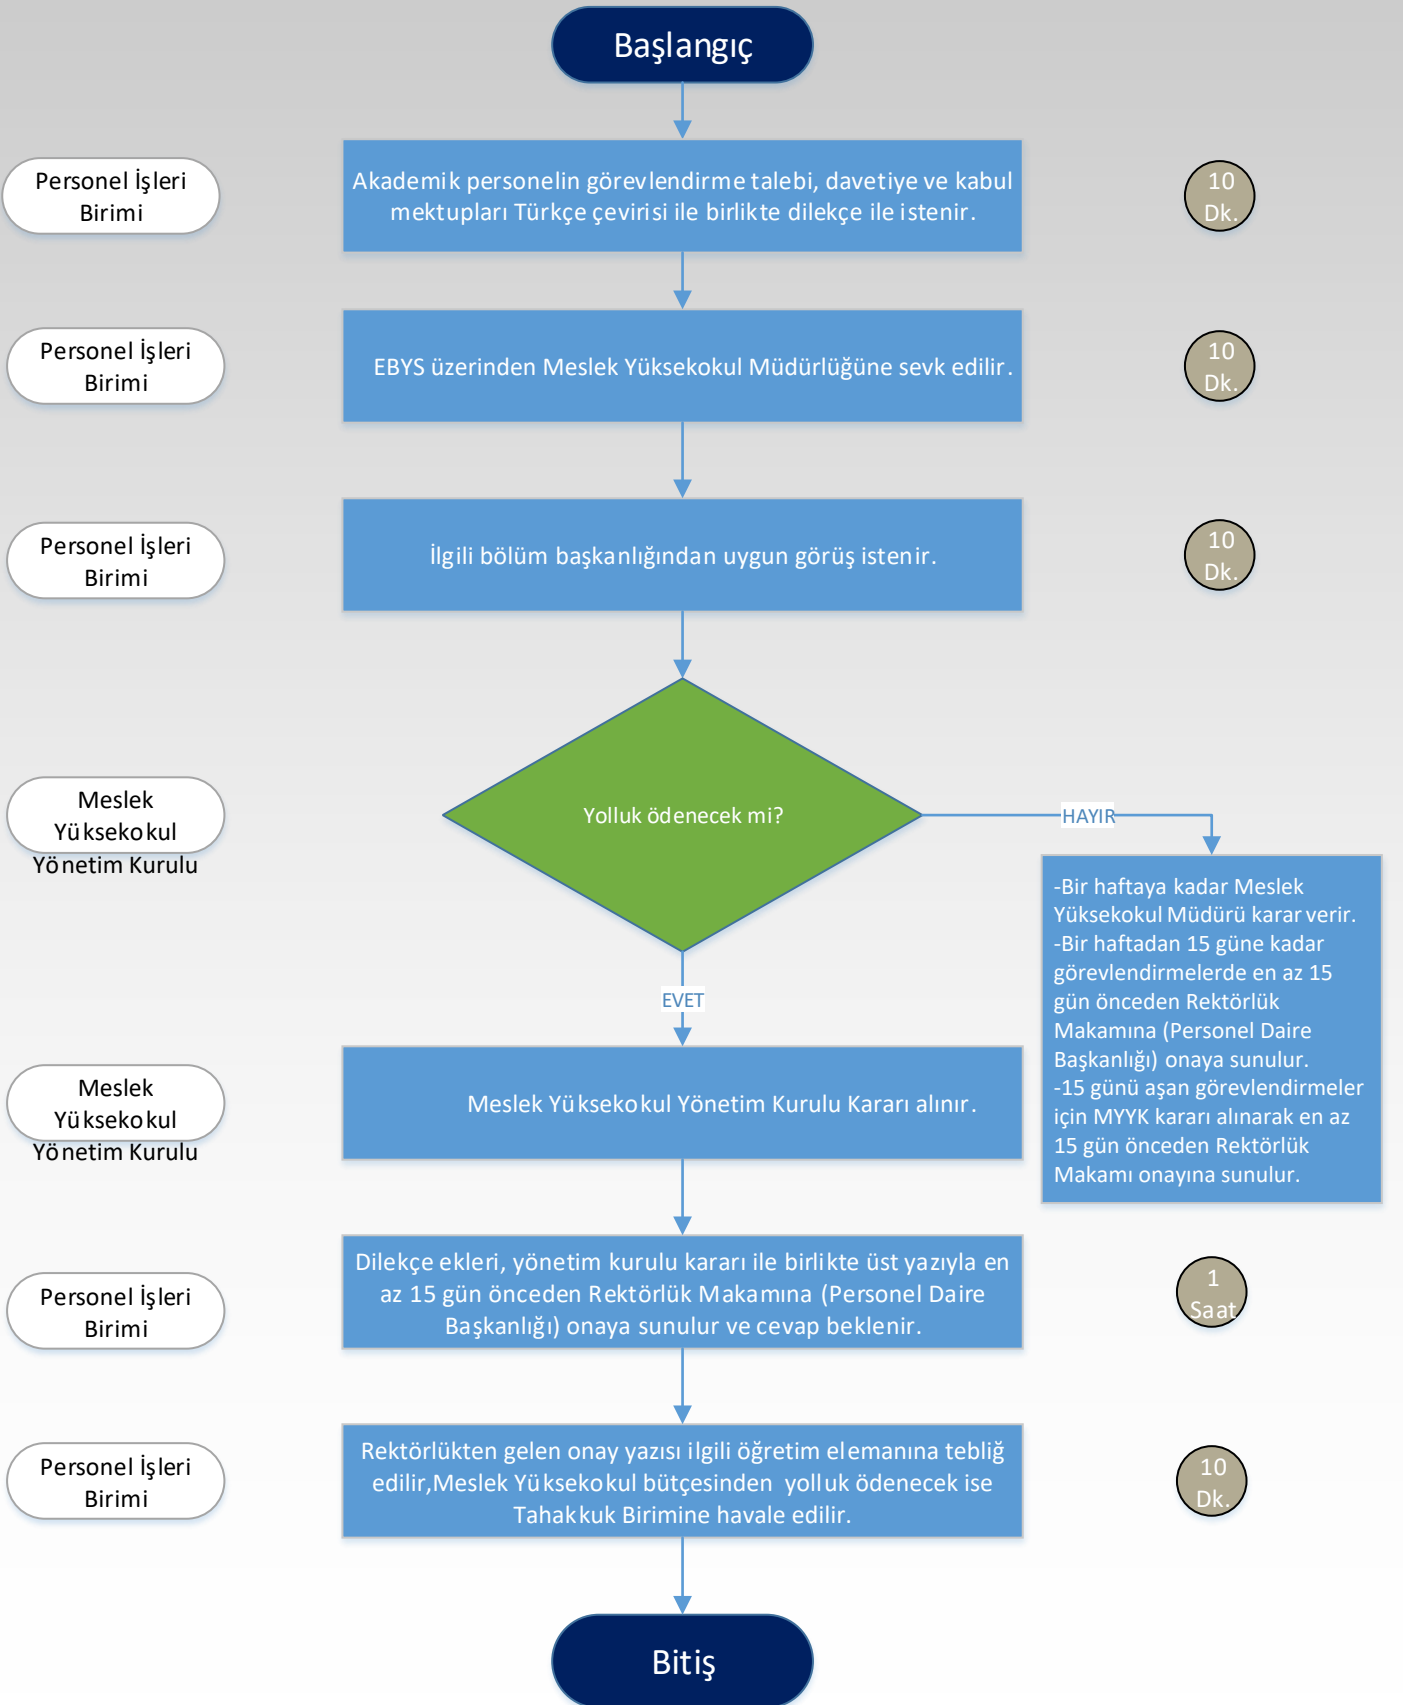 Başlangıç
Personel İşleri
Birimi
Akademik personelin görevlendirme talebi, davetiye ve kabul
mektupları Türkçe çevirisi ile birlikte dilekçe ile istenir.
10
Dk.
Personel İşleri
Birimi
EBYS üzerinden Meslek Yüksekokul Müdürlüğüne sevk edilir.
10
Dk.
Personel İşleri
Birimi
İlgili bölüm başkanlığından uygun görüş istenir.
10
Dk.
Meslek
Yüksekokul
Yönetim Kurulu
Yolluk ödenecek mi?
HAYIR
-Bir haftaya kadar Meslek
Yüksekokul Müdürü karar verir.
-Bir haftadan 15 güne kadar
görevlendirmelerde en az 15
gün önceden Rektörlük
Makamına (Personel Daire
Başkanlığı) onaya sunulur.
-15 günü aşan görevlendirmeler
için MYYK kararı alınarak en az
15 gün önceden Rektörlük
Makamı onayına sunulur.
EVET
Meslek
Yüksekokul
Yönetim Kurulu
Meslek Yüksekokul Yönetim Kurulu Kararı alınır.
Personel İşleri
Birimi
Dilekçe ekleri, yönetim kurulu kararı ile birlikte üst yazıyla en
az 15 gün önceden Rektörlük Makamına (Personel Daire
Başkanlığı) onaya sunulur ve cevap beklenir.
1
Saat
Personel İşleri
Birimi
Rektörlükten gelen onay yazısı ilgili öğretim elemanına tebliğ
edilir,Meslek Yüksekokul bütçesinden  yolluk ödenecek ise
Tahakkuk Birimine havale edilir.
10
Dk.
Bitiş